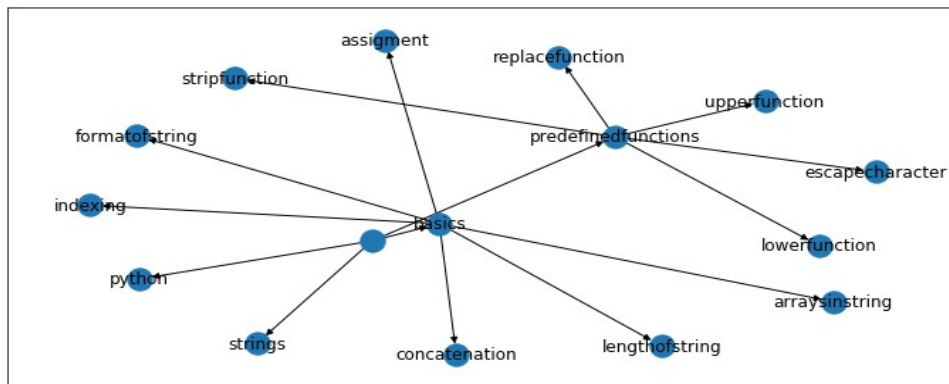 assigment
replacefunction
stripfunction
upperfunction
formatofstring
predefinedfunctions
escapecharacter
indexing
basics
lowerfunction
python
arraysinstring
strings
concatenation
lengthofstring